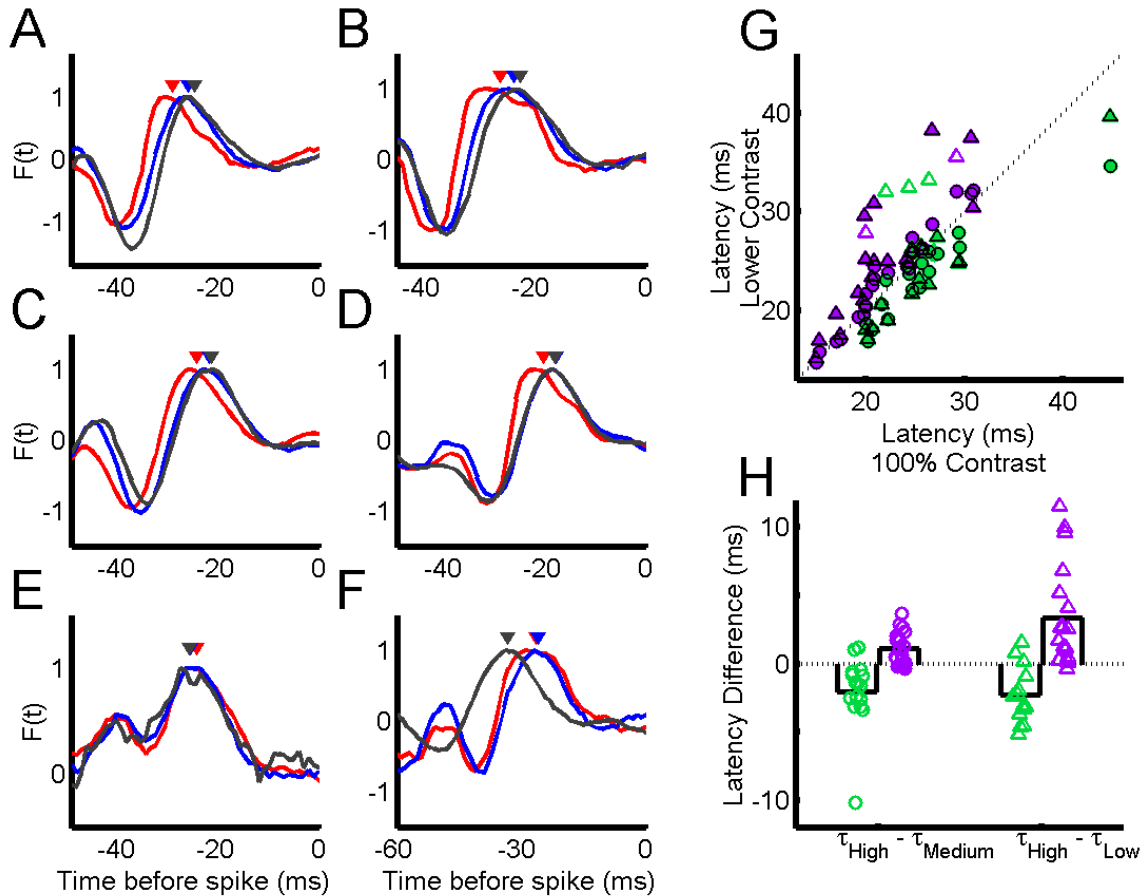 A
1
0
-1
F(t)
-40
-20
0
B
1
0
-1
-40
-20
0
C
1
0
-1
F(t)
-40
-20
0
D
1
0
-1
-40
-20
0
E
1
0
F(t)
-40
-20
0
Time before spike (ms)
F
1
0
-1
-60
-30
0
Time before spike (ms)
G
40
30
20
Latency (ms)
Lower Contrast
20
30
40
Latency (ms)
100% Contrast
H
10
0
-10
Latency Difference (ms)
τHigh - τMedium
τHigh - τLow